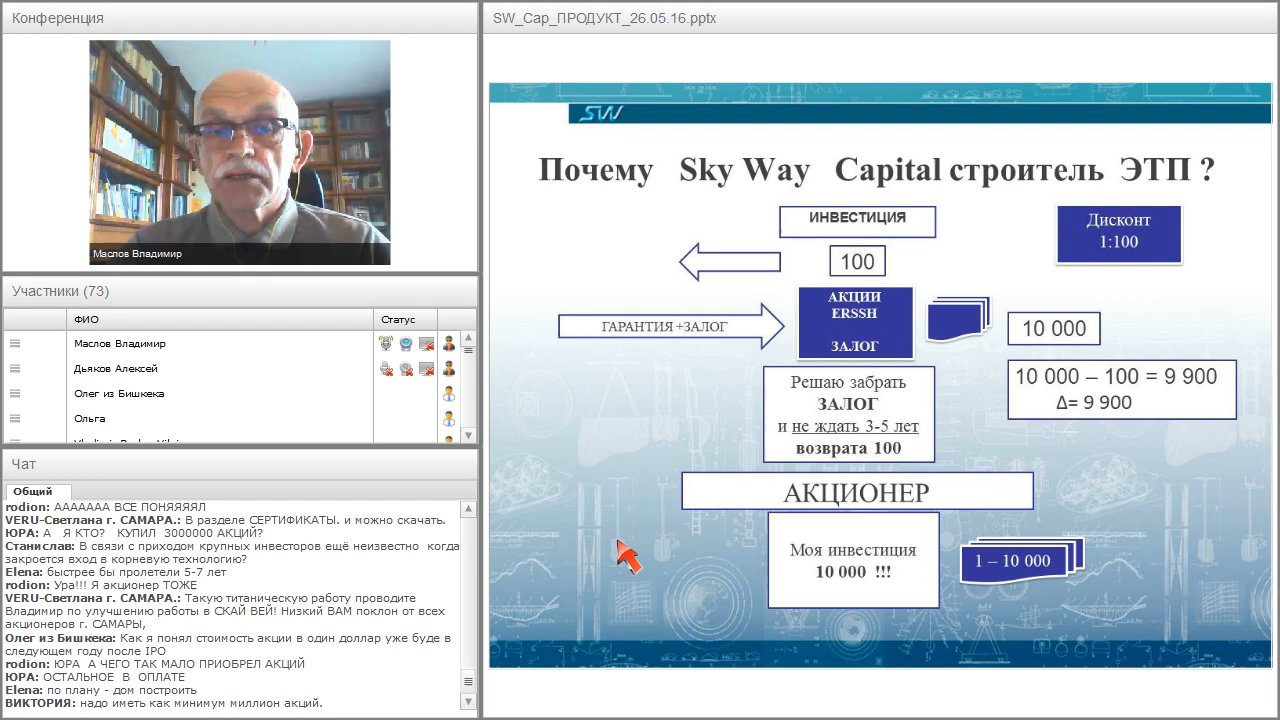 Конференция
Маслов Владимир
Участники (73)
ФИО
Статус
Маслов Владимир
Дьяков Алексей
Олег из Бишкека
Ольга
Чат
Общий
rodion: ААААААА ВСЕ ПОНЯЯЯЯЛ
VERU-Светлана г. САМАРА.: В разделе СЕРТИФИКАТЫ. и можно скачать.
ЮРА: А Я КТО? КУПИЛ 3000000 АКЦИЙ?
Станислав: В связи с приходом крупных инвесторов ещё неизвестно когда
закроется вход в корневую технологию?
Elena: быстрее бы пролетели 5-7 лет
rodion: Ура!!! Я акционер ТОЖЕ
VERU-Светлана г. САМАРА.: Такую титаническую работу проводите
Владимир по улучшению работы в СКАЙ ВЕЙ! Низкий ВАМ поклон от всех
акционеров г. САМАРЫ,
Олег из Бишкека: Как я понял стоимость акции в один доллар уже буде в
следующем году после IPO
rodion: ЮРА А ЧЕГО ТАК МАЛО ПРИОБРЕЛ АКЦИЙ
ЮРА: ОСТАЛЬНОЕ В ОПЛАТЕ
Elena: по плану - дом построить
ВИКТОРИЯ: надо иметь как минимум миллион акций.
SW_Cap_ПРОДУКТ_26.05.16.pptx
SW
Почему Sky Way Capital строитель ЭТП ?
ИНВЕСТИЦИЯ
Дисконт
1:100
100
АКЦИИ
ERSSH
ЗАЛОГ
ГАРАНТИЯ +ЗАЛОГ
10 000
10 000 – 100 = 9 900
Δ= 9 900
Решаю забрать
ЗАЛОГ
и не ждать 3-5 лет
возврата 100
АКЦИОНЕР
Моя инвестиция
10 000 !!!
1 – 10 000